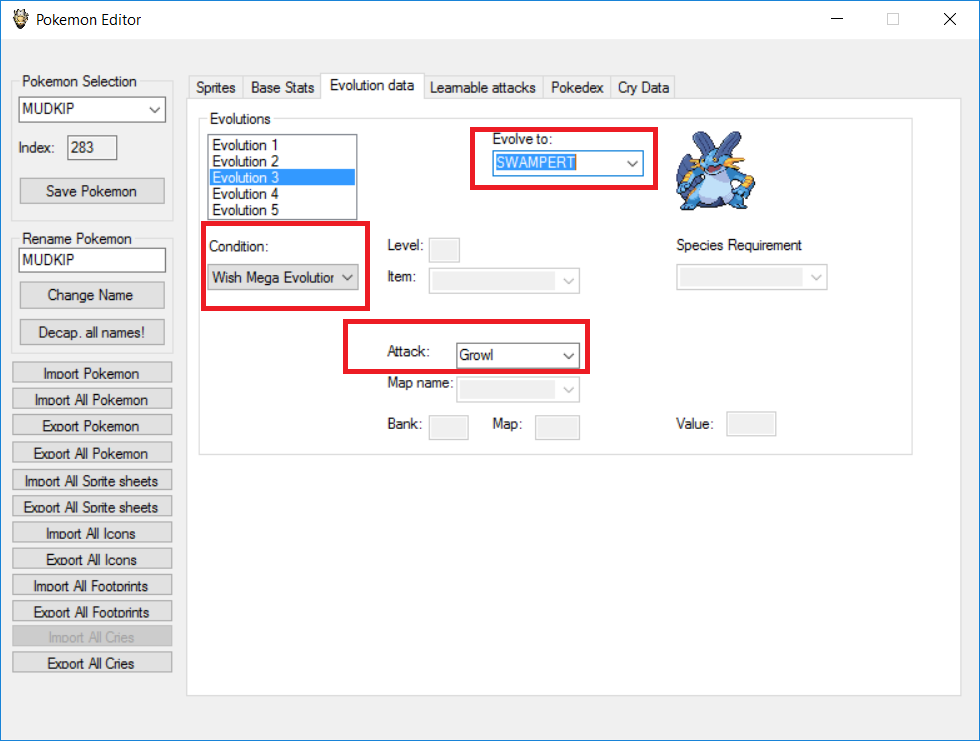 Pokemon Editor
Pokemon Selection
MUDKIP
Index: 283
Save Pokemon
Rename Pokemon
MUDKIP
Change Name
Decap. all names!
Import Pokemon
Import All Pokemon
Export Pokemon
Export All Pokemon
Import All Sprite sheets
Export All Sprite sheets
Import All Icons
Export All Icons
Import All Footprints
Export All Footprints
Import All Cries
Export All Cries
Sprites Base Stats Evolution data Learnable attacks Pokedex Cry Data
Evolutions
Evolution 1
Evolution 2
Evolution 3
Evolution 4
Evolution 5
Evolve to:
SWAMPERT
Condition:
Wish Mega Evolution
Level:
Item:
Species Requirement
Attack: Growl
Map name:
Bank: Map: Value: